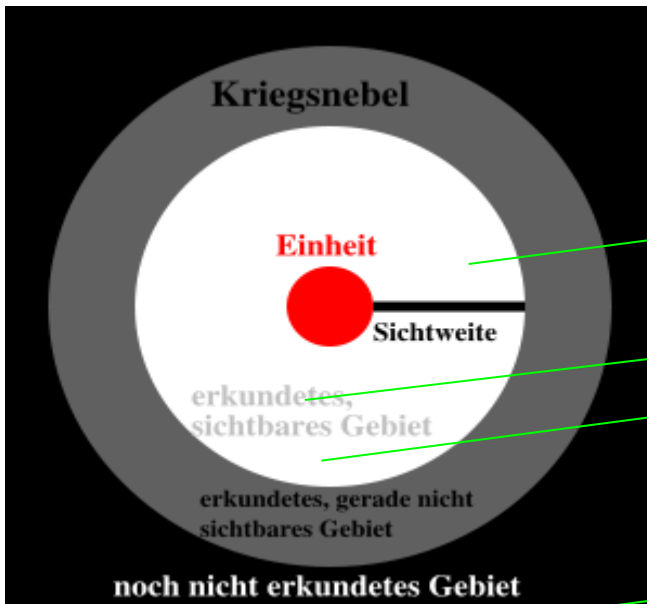 Kriegsnebel
Einheit
Sichtweite
erkundetes,
sichtbares Gebiet
erkundetes, gerade nicht
sichtbares Gebiet
noch nicht erkundetes Gebiet